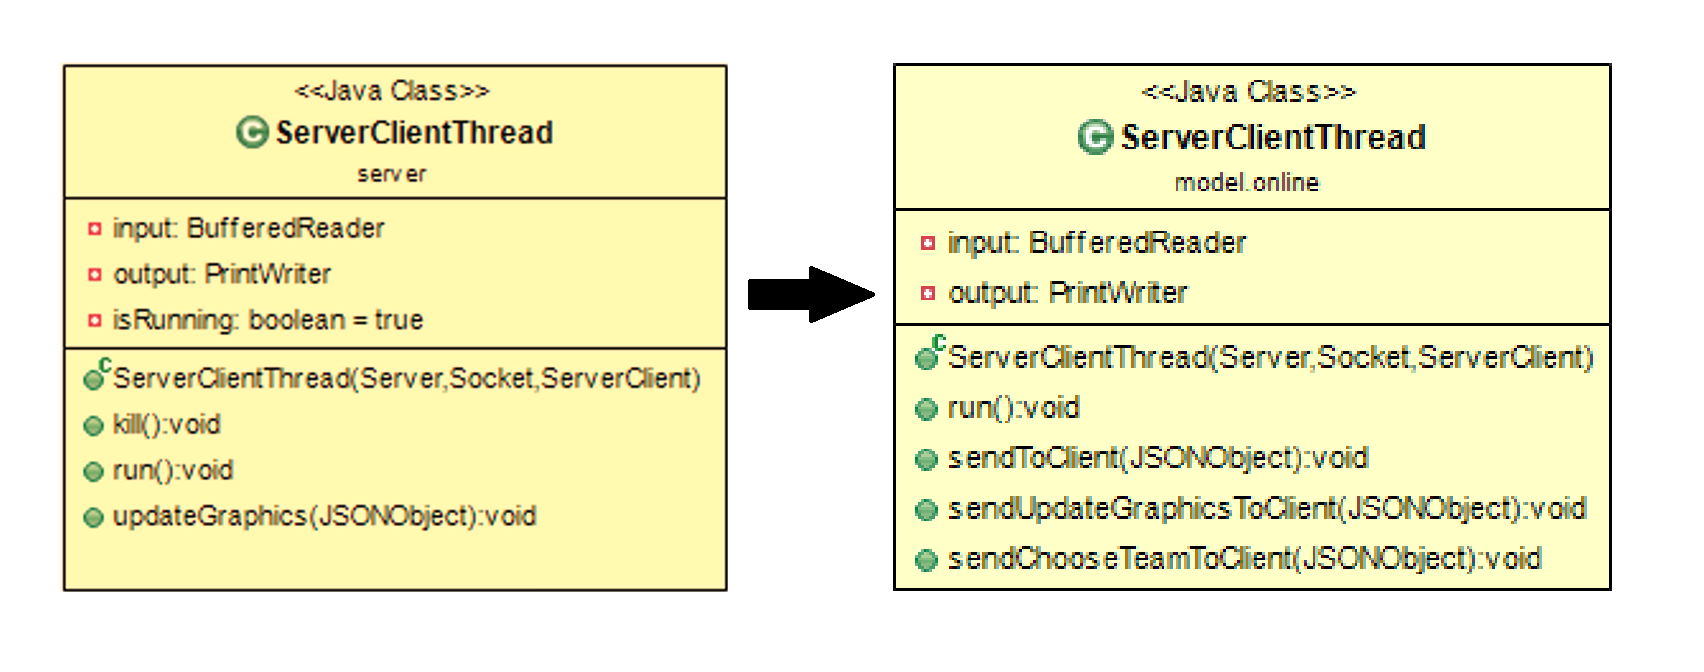 <<Java Class>>
C ServerClientThread
server
input: BufferedReader
output: PrintWriter
isRunning: boolean = true
C ServerClientThread(Server,Socket,ServerClient)
kill():void
run():void
updateGraphics(JSONObject):void
<<Java Class>>
C ServerClientThread
model.online
input: BufferedReader
output: PrintWriter
C ServerClientThread(Server,Socket,ServerClient)
run():void
sendToClient(JSONObject):void
sendUpdateGraphicsToClient(JSONObject):void
sendChooseTeamToClient(JSONObject):void